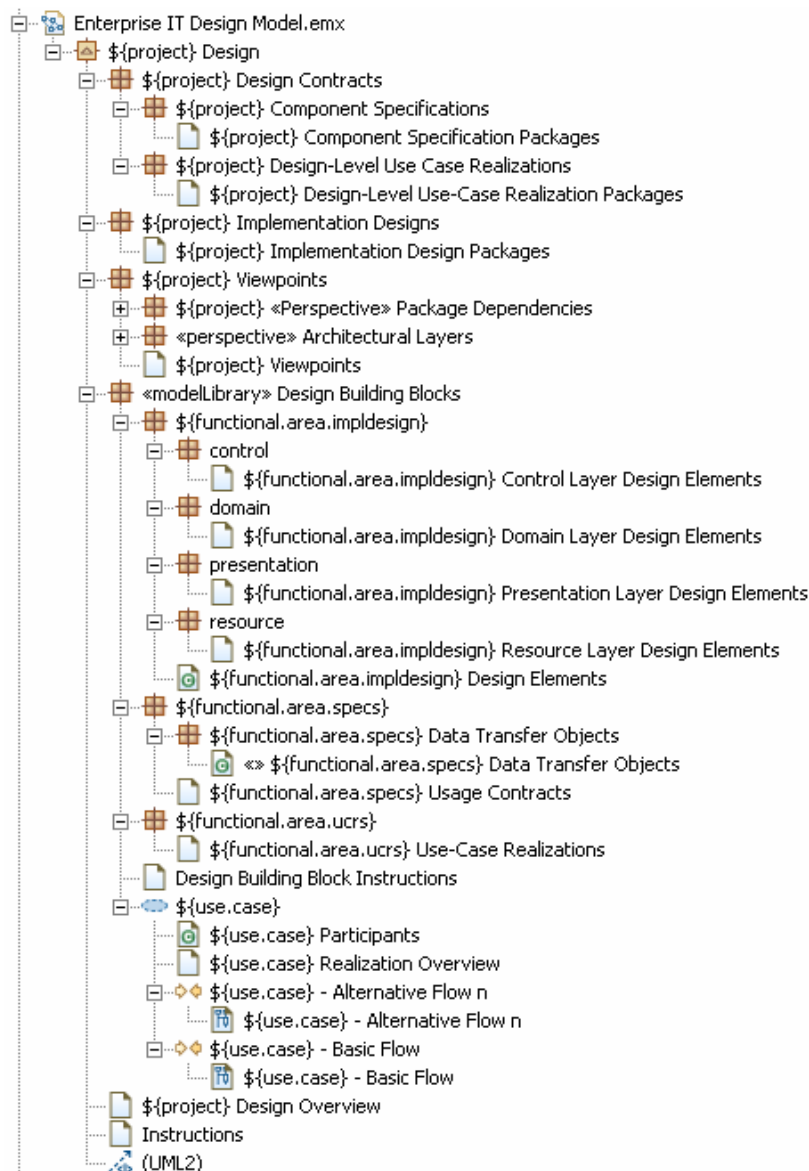 Enterprise IT Design Model.emx
${project} Design
${project} Design Contracts
${project} Component Specifications
${project} Component Specification Packages
${project} Design-Level Use Case Realizations
${project} Design-Level Use-Case Realization Packages
${project} Implementation Designs
${project} Implementation Design Packages
${project} Viewpoints
${project} «Perspective» Package Dependencies
«perspective» Architectural Layers
${project} Viewpoints
«modelLibrary» Design Building Blocks
${functional.area.impldesign}
control
${functional.area.impldesign} Control Layer Design Elements
domain
${functional.area.impldesign} Domain Layer Design Elements
presentation
${functional.area.impldesign} Presentation Layer Design Elements
resource
${functional.area.impldesign} Resource Layer Design Elements
${functional.area.impldesign} Design Elements
${functional.area.specs}
${functional.area.specs} Data Transfer Objects
«» ${functional.area.specs} Data Transfer Objects
${functional.area.specs} Usage Contracts
${functional.area.ucrs}
${functional.area.ucrs} Use-Case Realizations
Design Building Block Instructions
${use.case}
${use.case} Participants
${use.case} Realization Overview
${use.case} - Alternative Flow n
${use.case} - Alternative Flow n
${use.case} - Basic Flow
${use.case} - Basic Flow
${project} Design Overview
Instructions
(UML2)